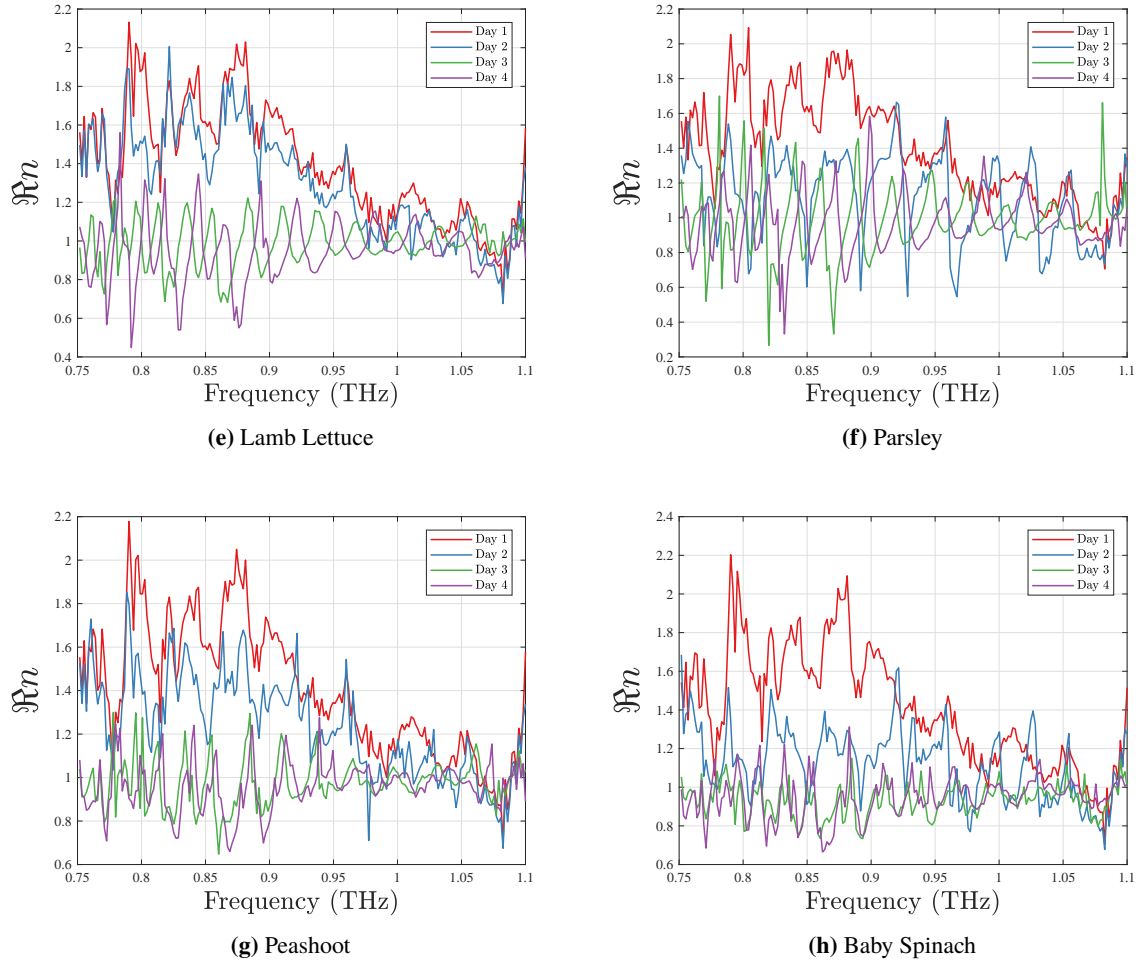 2.2
2
1.8
1.6
1.4
1.2
1
0.8
0.6
0.4
ℜn
Day 1
Day 2
Day 3
Day 4
0.75 0.8 0.85 0.9 0.95 1 1.05 1.1
Frequency (THz)
(e) Lamb Lettuce
2.2
2
1.8
1.6
1.4
1.2
1
0.8
0.6
0.4
0.2
ℜn
Day 1
Day 2
Day 3
Day 4
0.75 0.8 0.85 0.9 0.95 1 1.05 1.1
Frequency (THz)
(f) Parsley
2.2
2
1.8
1.6
1.4
1.2
1
0.8
0.6
ℜn
Day 1
Day 2
Day 3
Day 4
0.75 0.8 0.85 0.9 0.95 1 1.05 1.1
Frequency (THz)
(g) Peashoot
2.4
2.2
2
1.8
1.6
1.4
1.2
1
0.8
0.6
ℜn
Day 1
Day 2
Day 3
Day 4
0.75 0.8 0.85 0.9 0.95 1 1.05 1.1
Frequency (THz)
(h) Baby Spinach